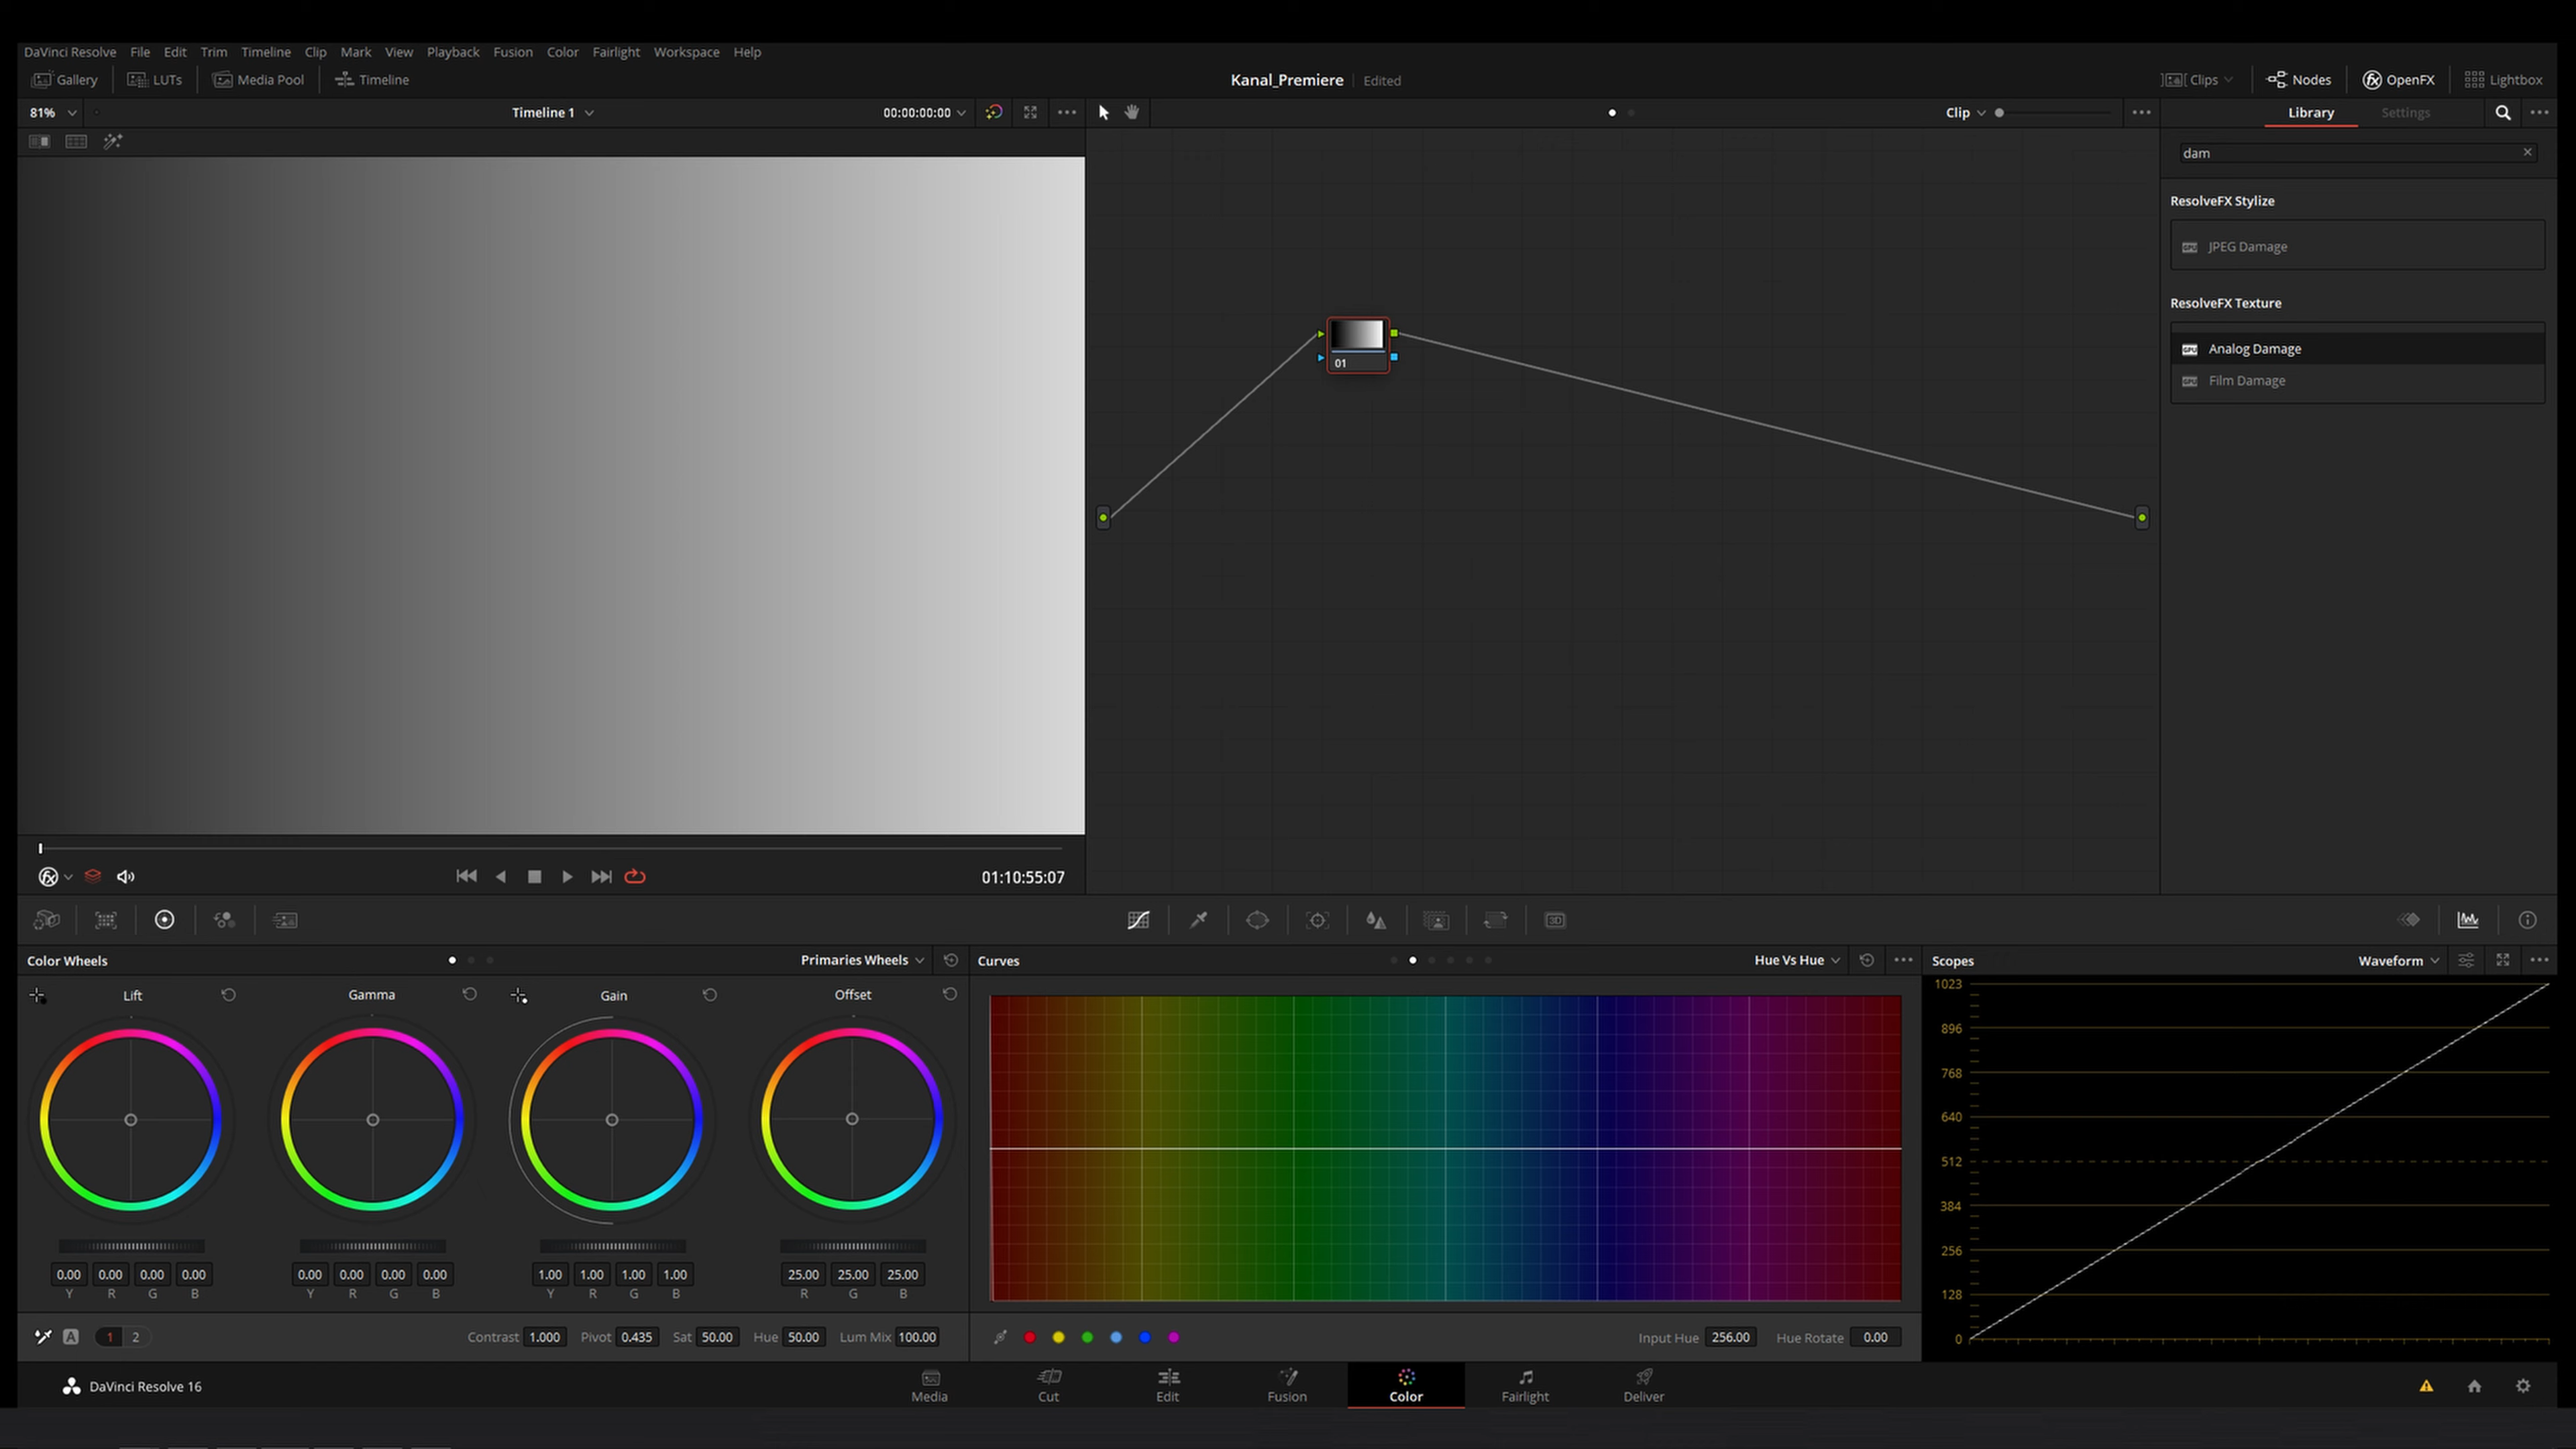 DaVinci Resolve File Edit Trim Timeline Clip Mark View Playback Fusion Color Fairlight Workspace Help
Gallery LUTs Media Pool Timeline Kanal_Premiere Edited Clips Nodes OpenFX Lightbox
81% Timeline 1 00:00:00:00 Clip Library Settings
dam
ResolveFX Stylize
JPEG Damage
ResolveFX Texture
Analog Damage
Film Damage
01
01:10:55:07
Color Wheels Primaries Wheels Curves Hue Vs Hue Scopes Waveform
Lift Gamma Gain Offset
1023
896
768
640
512
384
256
128
0
0.00 0.00 0.00 0.00 0.00 0.00 0.00 0.00 1.00 1.00 1.00 1.00 25.00 25.00 25.00
Y R G B Y R G B Y R G B R G B
A 1 2 Contrast 1.000 Pivot 0.435 Sat 50.00 Hue 50.00 Lum Mix 100.00 Input Hue 256.00 Hue Rotate 0.00
DaVinci Resolve 16 Media Cut Edit Fusion Color Fairlight Deliver